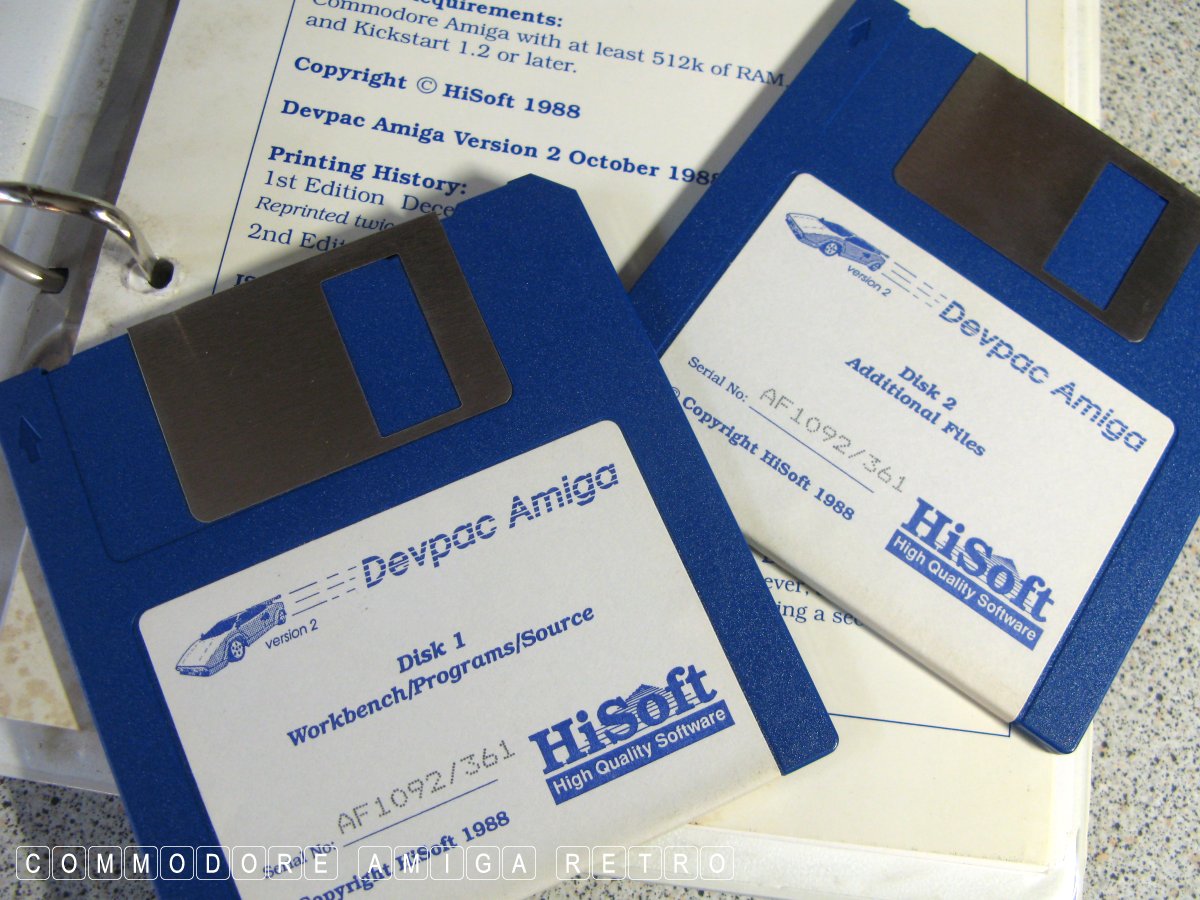 Requirements:
Commodore Amiga with at least 512k of RAM
and Kickstart 1.2 or later.
Copyright © HiSoft 1988
Devpac Amiga Version 2 October 1988
Printing History:
1st Edition
Reprinted
2nd
Devpac Amiga
version 2
Disk 1
Workbench/Programs/Source
HiSoft
High Quality Software
Serial No: AF1092/361
Copyright HiSoft 1988
Devpac Amiga
version 2
Disk 2
Additional Files
Serial No: AF1092/361
© Copyright HiSoft 1988
HiSoft
High Quality Software
COMMODORE AMIGA RETRO